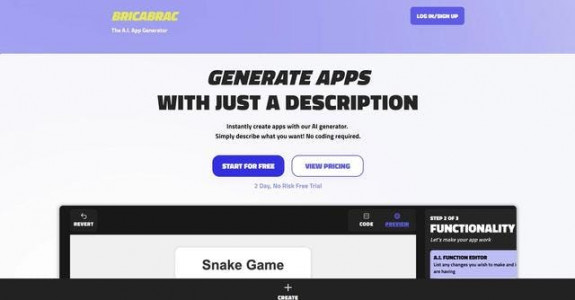 BRICABRAC
LOG IN/SIGN UP
The A.I. App Generator
GENERATE APPS
WITH JUST A DESCRIPTION
Instantly create apps with our AI generator.
Simply describe what you want! No coding required.
START FOR FREE
VIEW PRICING
2 Day, No Risk Free Trial
REVERT
CODE
PREVIEW
STEP 2 OF 3
FUNCTIONALITY
Let's make your app work
A.I. FUNCTION EDITOR
List any changes you wish to make and i
are having
Snake Game
CREATE